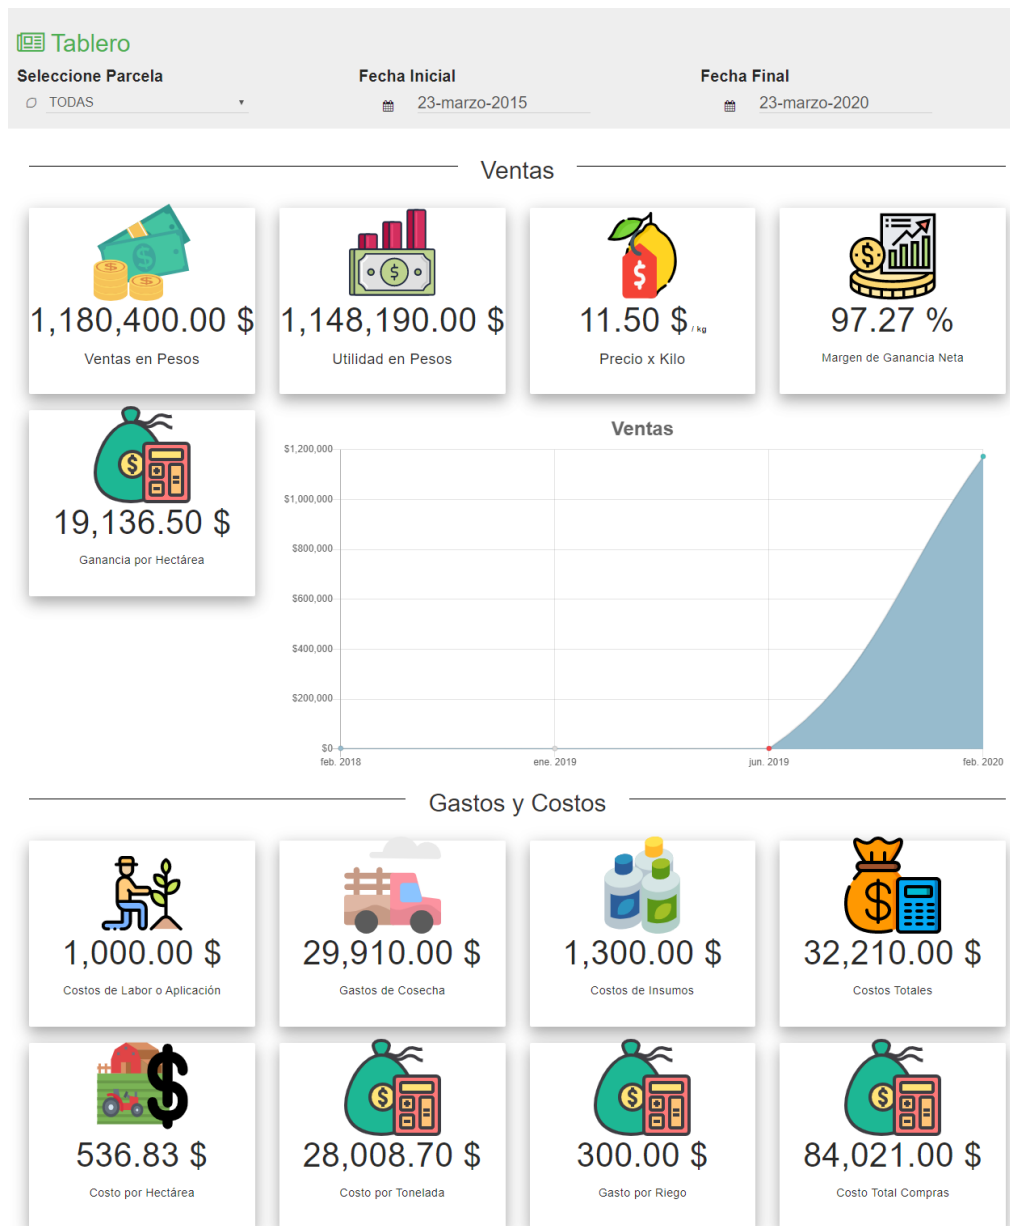 Tablero
Seleccione Parcela
Fecha Inicial
Fecha Final
TODAS
23-marzo-2015
23-marzo-2020
Ventas
1,180,400.00 $
Ventas en Pesos
1,148,190.00 $
Utilidad en Pesos
11.50 $ / kg
Precio x Kilo
97.27 %
Margen de Ganancia Neta
19,136.50 $
Ganancia por Hectárea
Ventas
$1,200,000
$1,000,000
$800,000
$600,000
$400,000
$200,000
$0
feb. 2018
ene. 2019
jun. 2019
feb. 2020
Gastos y Costos
1,000.00 $
Costos de Labor o Aplicación
29,910.00 $
Gastos de Cosecha
1,300.00 $
Costos de Insumos
32,210.00 $
Costos Totales
536.83 $
Costo por Hectárea
28,008.70 $
Costo por Tonelada
300.00 $
Gasto por Riego
84,021.00 $
Costo Total Compras